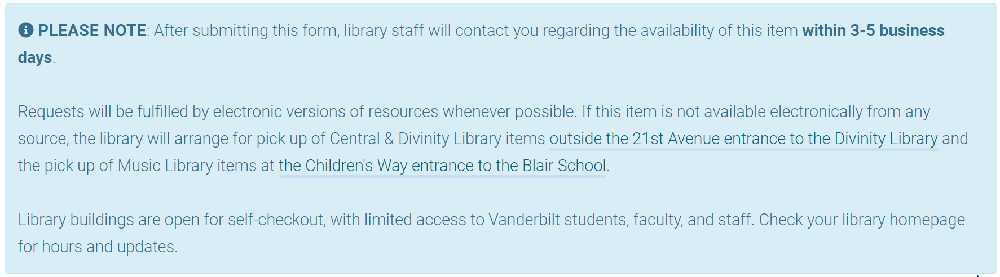 PLEASE NOTE: After submitting this form, library staff will contact you regarding the availability of this item within 3-5 business
days.
Requests will be fulfilled by electronic versions of resources whenever possible. If this item is not available electronically from any
source, the library will arrange for pick up of Central & Divinity Library items outside the 21st Avenue entrance to the Divinity Library and
the pick up of Music Library items at the Children's Way entrance to the Blair School.
Library buildings are open for self-checkout, with limited access to Vanderbilt students, faculty, and staff. Check your library homepage
for hours and updates.